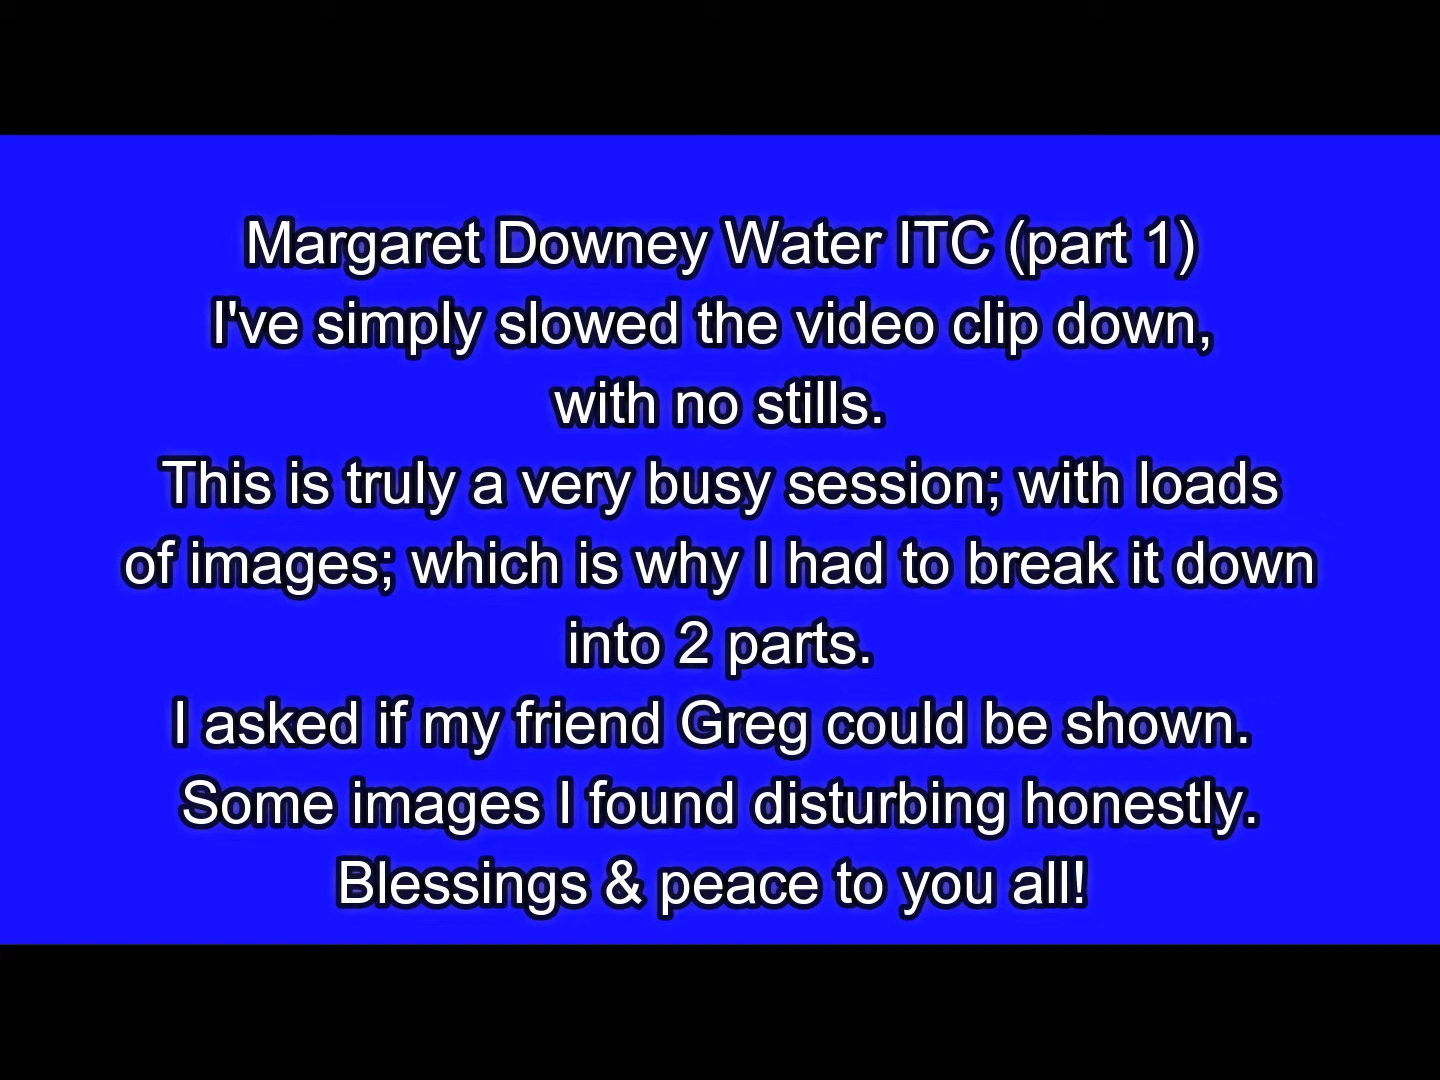 Margaret Downey Water ITC (part 1)
I've simply slowed the video clip down,
with no stills.
This is truly a very busy session; with loads
of images; which is why I had to break it down
into 2 parts.
I asked if my friend Greg could be shown.
Some images I found disturbing honestly.
Blessings & peace to you all!